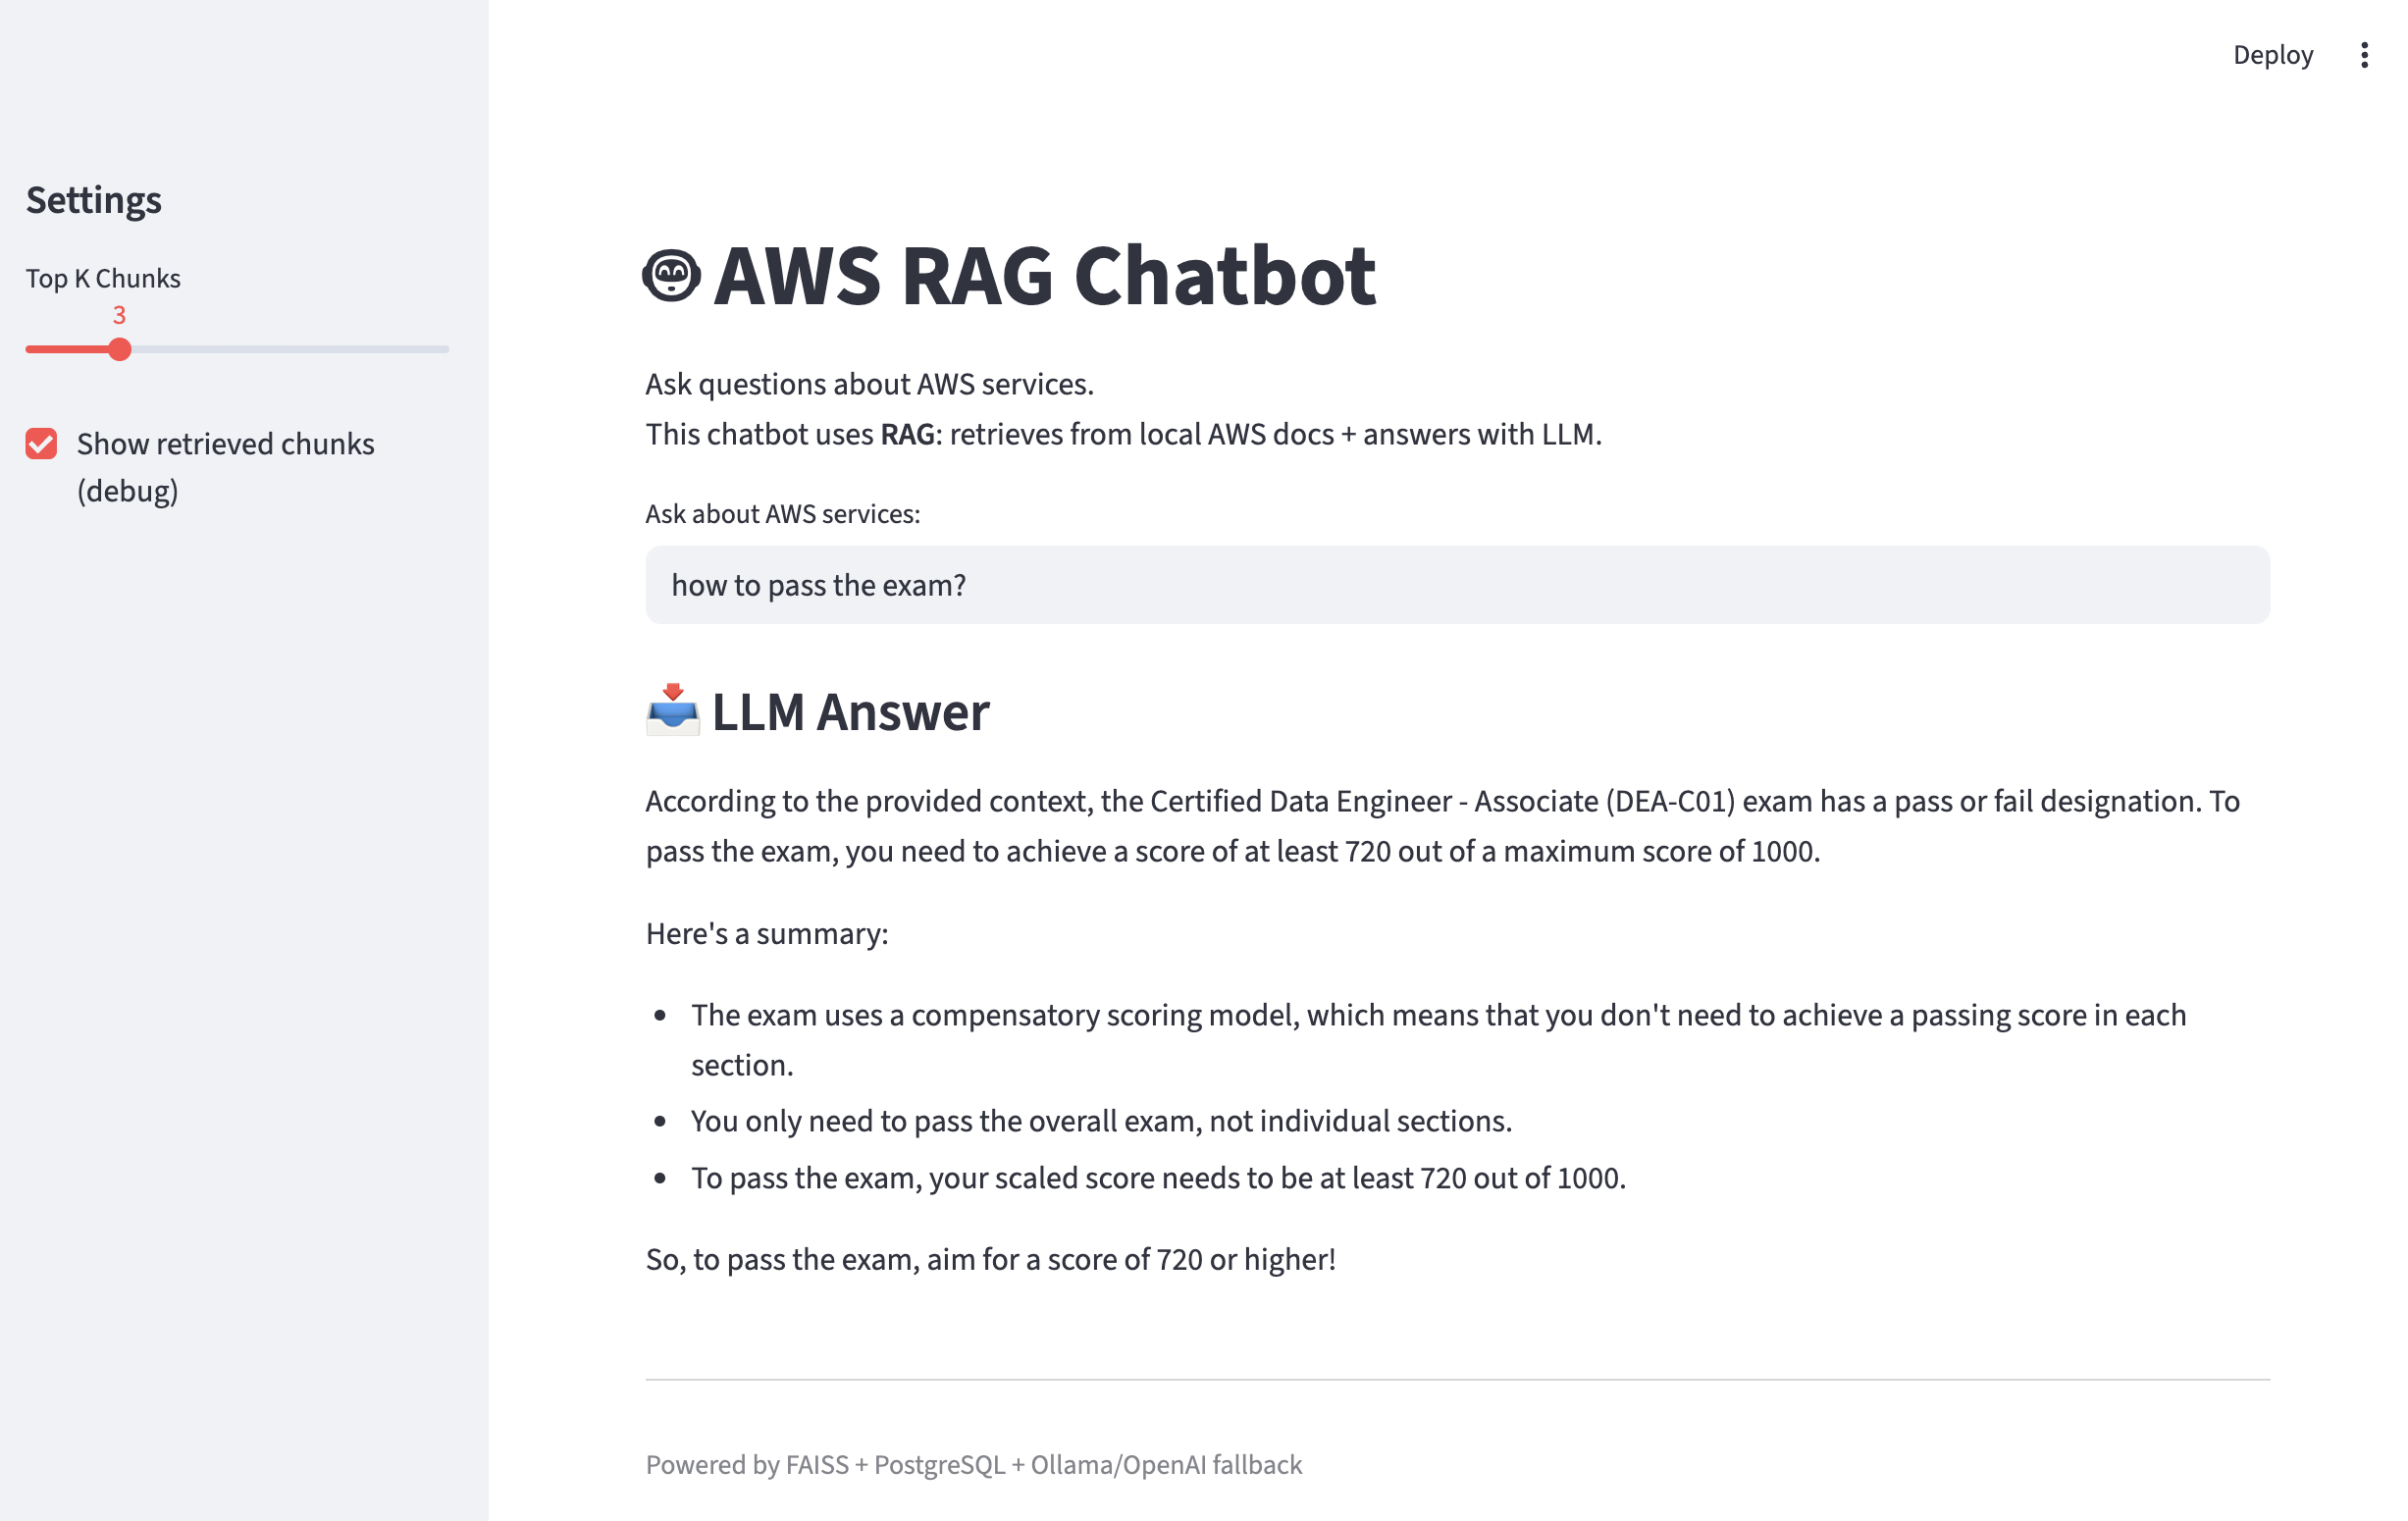 Deploy
Settings
Top K Chunks
3
Show retrieved chunks
(debug)
AWS RAG Chatbot
Ask questions about AWS services.
This chatbot uses RAG: retrieves from local AWS docs + answers with LLM.
Ask about AWS services:
how to pass the exam?
LLM Answer
According to the provided context, the Certified Data Engineer - Associate (DEA-C01) exam has a pass or fail designation. To
pass the exam, you need to achieve a score of at least 720 out of a maximum score of 1000.
Here's a summary:
• The exam uses a compensatory scoring model, which means that you don't need to achieve a passing score in each
section.
• You only need to pass the overall exam, not individual sections.
• To pass the exam, your scaled score needs to be at least 720 out of 1000.
So, to pass the exam, aim for a score of 720 or higher!
Powered by FAISS + PostgreSQL + Ollama/OpenAI fallback